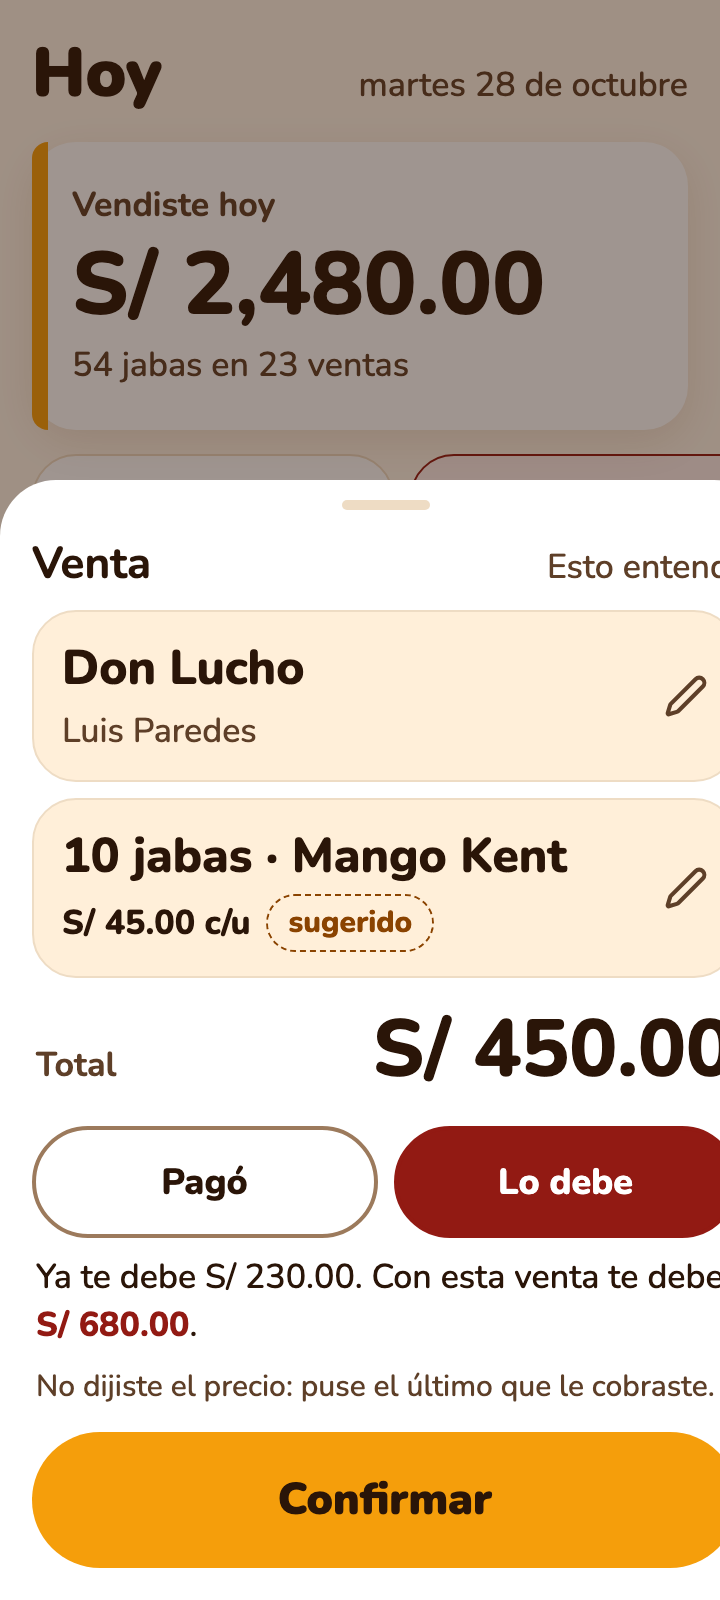 Hoy
martes 28 de octubre
Vendiste hoy
S/ 2,480.00
54 jabas en 23 ventas
Venta
Esto entend
Don Lucho
Luis Paredes
10 jabas · Mango Kent
S/ 45.00 c/u sugerido
Total
S/ 450.00
Pagó
Lo debe
Ya te debe S/ 230.00. Con esta venta te debe
S/ 680.00.
No dijiste el precio: puse el último que le cobraste.
Confirmar